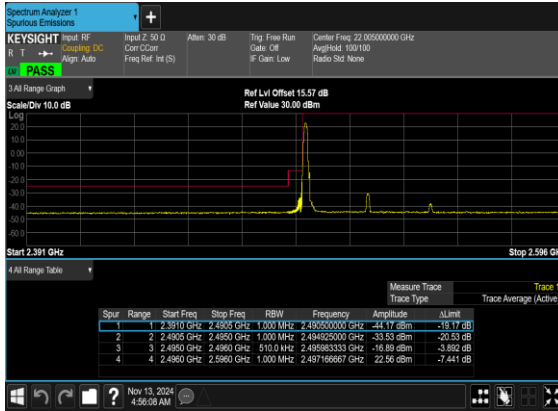 Spectrum Analyzer 1
Spurious Emissions
KEYSIGHT Input: RF Input Z: 50 Ω Atten: 30 dB Trig: Free Run Center Freq: 22.005000000 GHz
R T Coupling: DC Corr CCorr Gate: Off Avg|Hold: 100/100
Align: Auto Freq Ref: Int (S) IF Gain: Low Radio Std: None
PASS
3 All Range Graph Ref Lvl Offset 15.57 dB
Scale/Div 10.0 dB Ref Value 30.00 dBm
Log
20.0
10.0
0.00
-10.0
-20.0
-30.0
-40.0
-50.0
-60.0
Start 2.391 GHz Stop 2.596 GH
4 All Range Table
Measure Trace Trace 1
Trace Type Trace Average (Active
Spur Range Start Freq Stop Freq RBW Frequency Amplitude ΔLimit
1 1 2.3910 GHz 2.4905 GHz 1.000 MHz 2.490500000 GHz -44.17 dBm -19.17 dB
2 2 2.4905 GHz 2.4950 GHz 1.000 MHz 2.494925000 GHz -33.53 dBm -20.53 dB
3 3 2.4950 GHz 2.4960 GHz 510.0 kHz 2.495983333 GHz -16.89 dBm -3.892 dB
4 4 2.4960 GHz 2.5960 GHz 1.000 MHz 2.497166667 GHz 22.56 dBm -7.441 dB
Nov 13, 2024
4:56:08 AM